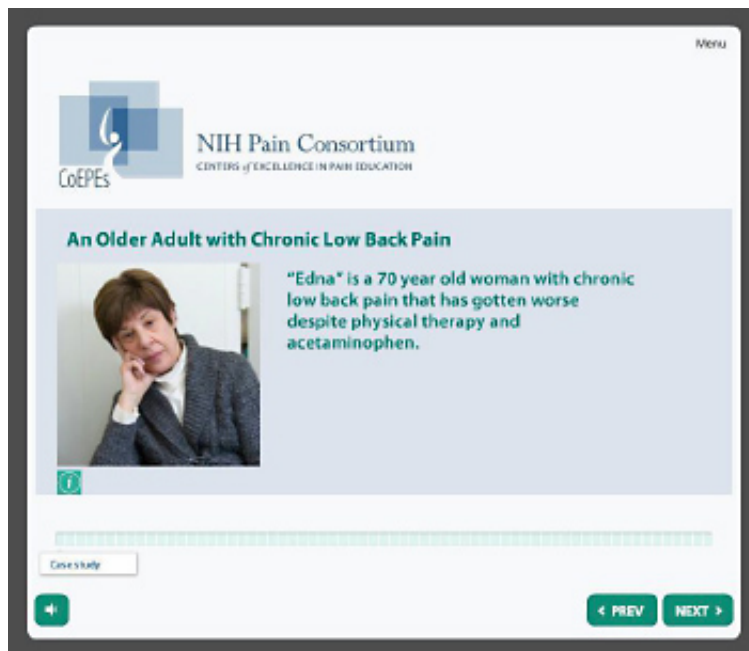 Menu
CoEPEs
NIH Pain Consortium
CENTERS of EXCELLENCE IN PAIN EDUCATION
An Older Adult with Chronic Low Back Pain
"Edna" is a 70 year old woman with chronic
low back pain that has gotten worse
despite physical therapy and
acetaminophen.
i
Case study
< PREV
NEXT >